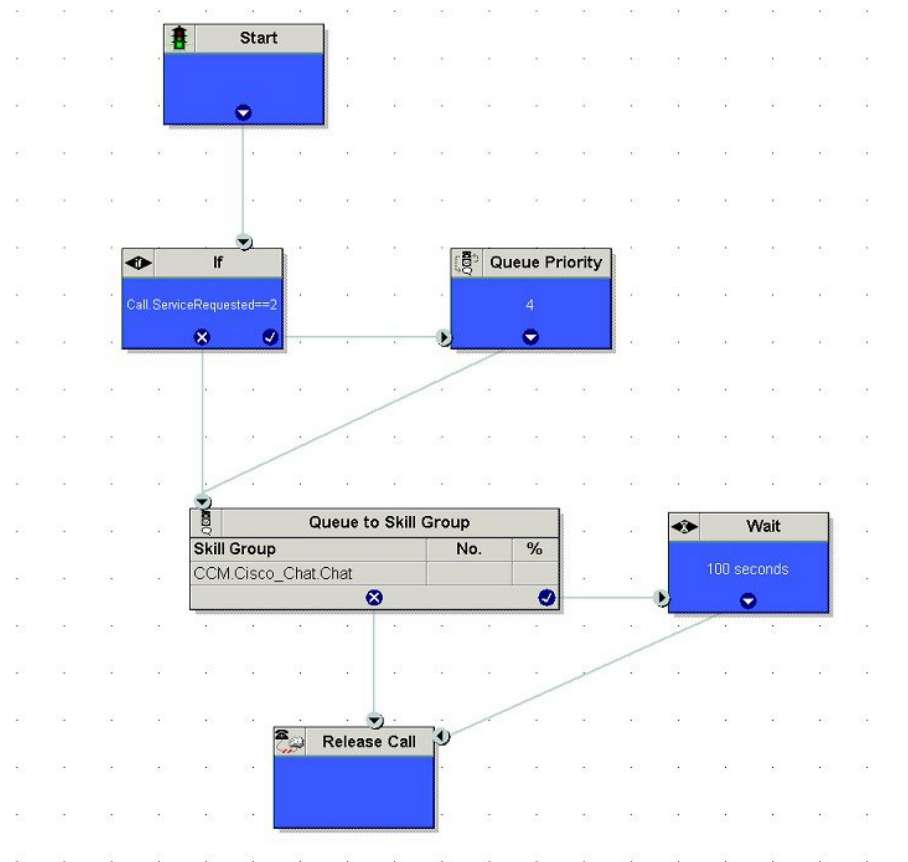 Start
If
Call.ServiceRequested==2
Queue Priority
4
Queue to Skill Group
Skill Group No. %
CCM.Cisco_Chat.Chat
Wait
100 seconds
Release Call